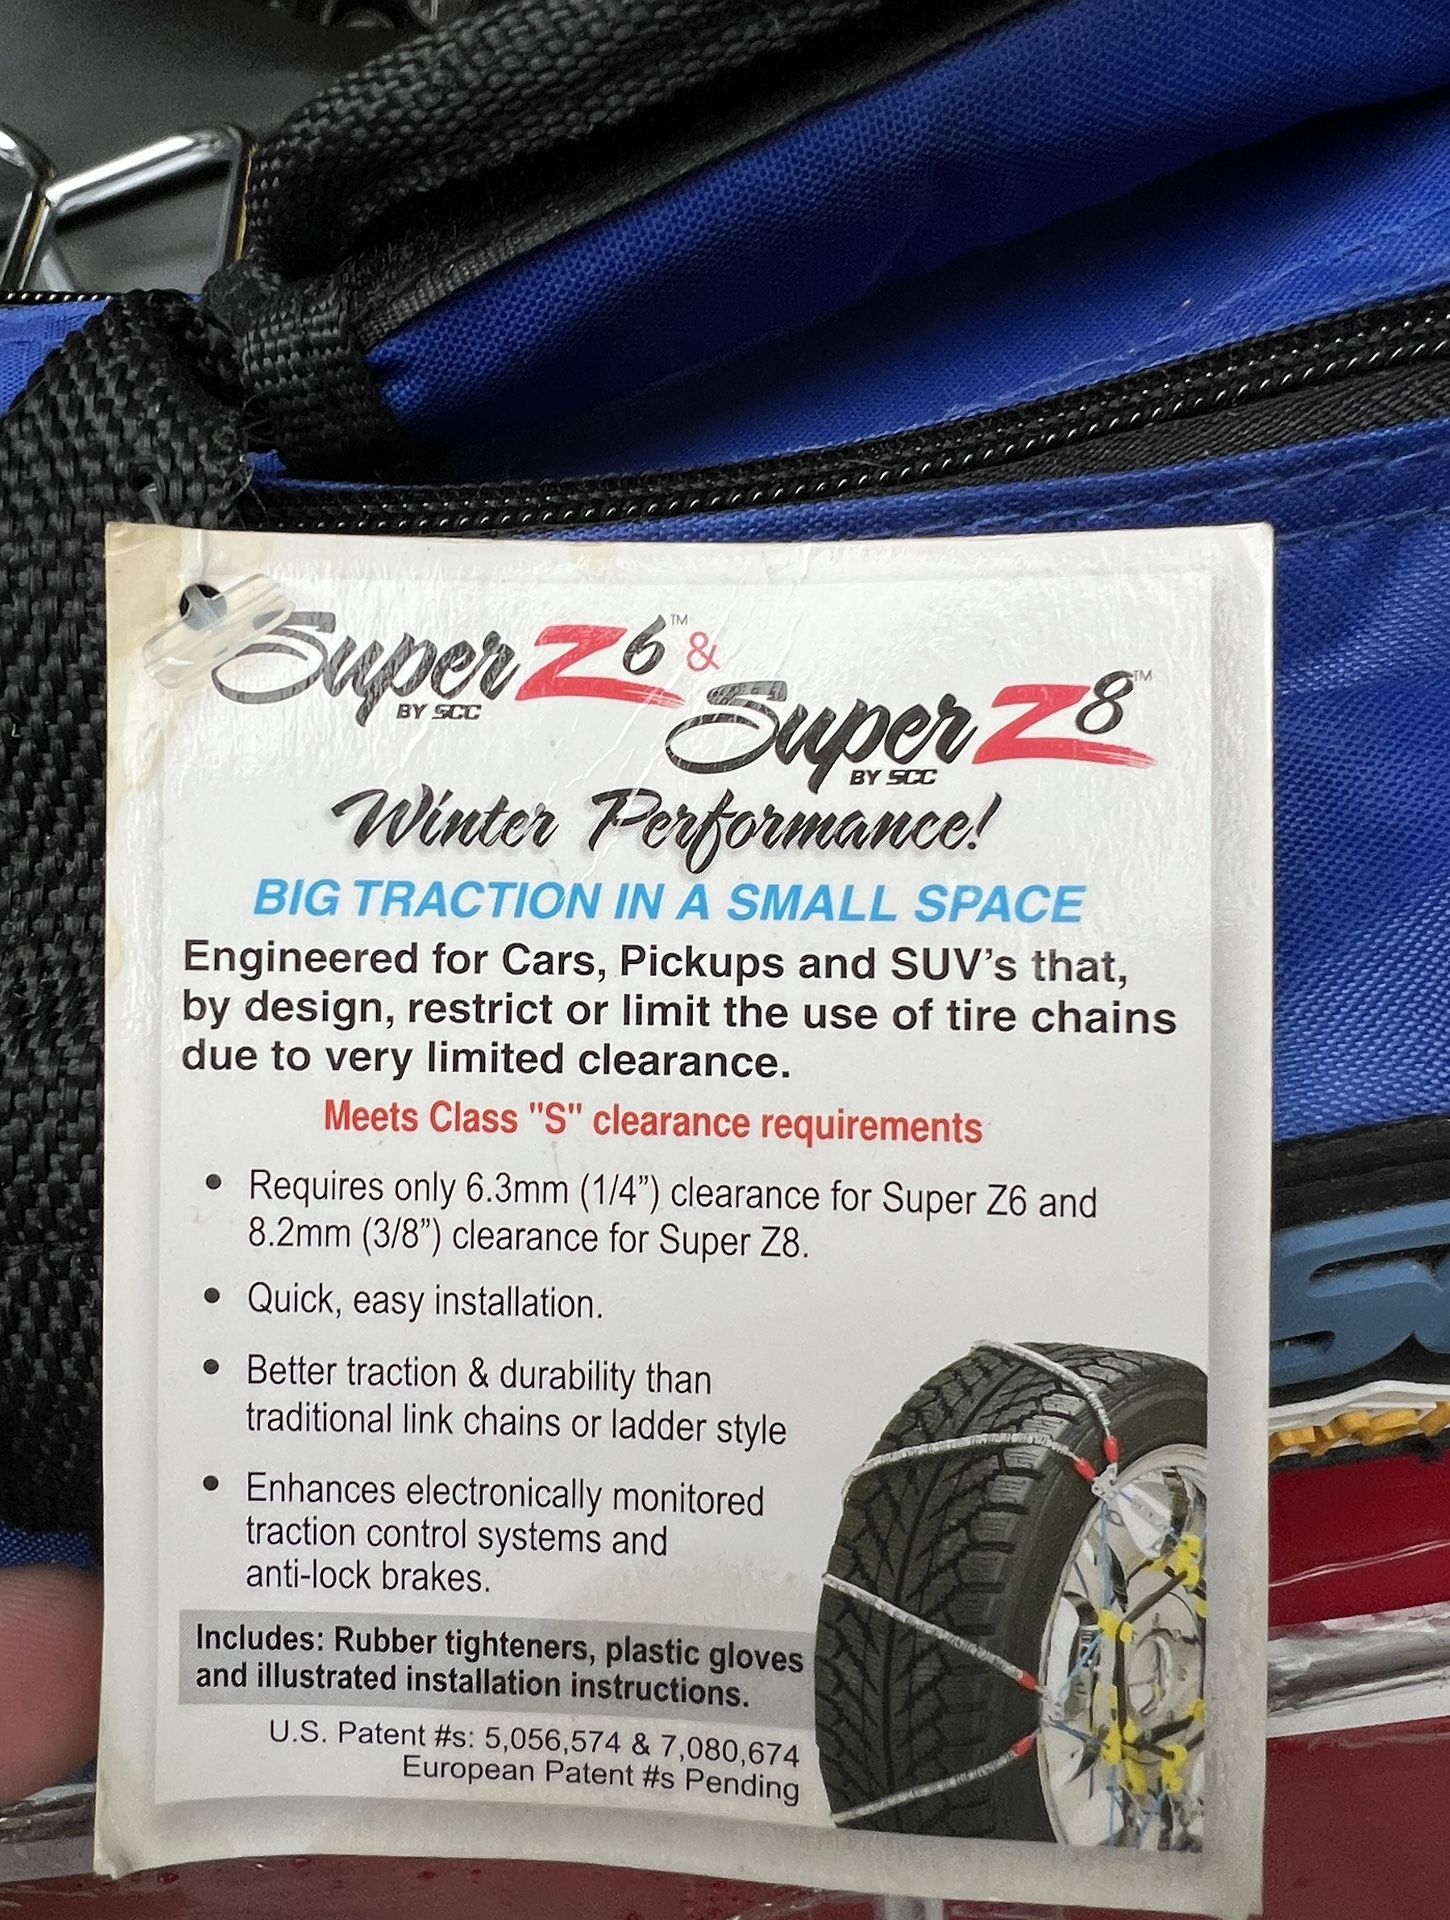 Super Z6™ &
BY SCC
Super Z8™
BY SCC
Winter Performance!
BIG TRACTION IN A SMALL SPACE
Engineered for Cars, Pickups and SUV's that,
by design, restrict or limit the use of tire chains
due to very limited clearance.
Meets Class "S" clearance requirements
• Requires only 6.3mm (1/4”) clearance for Super Z6 and
8.2mm (3/8”) clearance for Super Z8.
• Quick, easy installation.
• Better traction & durability than
traditional link chains or ladder style
• Enhances electronically monitored
traction control systems and
anti-lock brakes.
Includes: Rubber tighteners, plastic gloves
and illustrated installation instructions.
U.S. Patent #s: 5,056,574 & 7,080,674
European Patent #s Pending